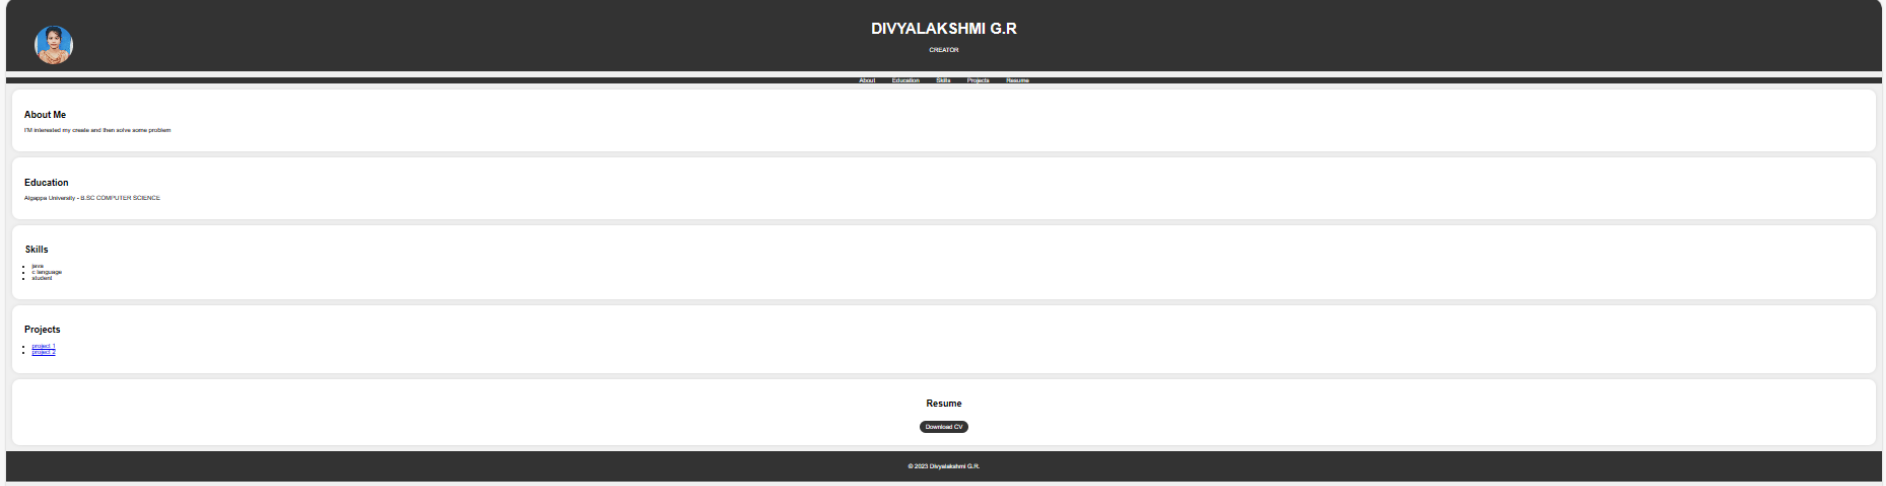 DIVYALAKSHMI G.R
CREATOR
About Education Skills Projects Resume
About Me
I'M interested my create and then solve some problem
Education
Algappa University - B.SC COMPUTER SCIENCE
Skills
java
c language
student
Projects
project 1
project 2
Resume
Download CV
© 2023 Divyalakshmi G.R.